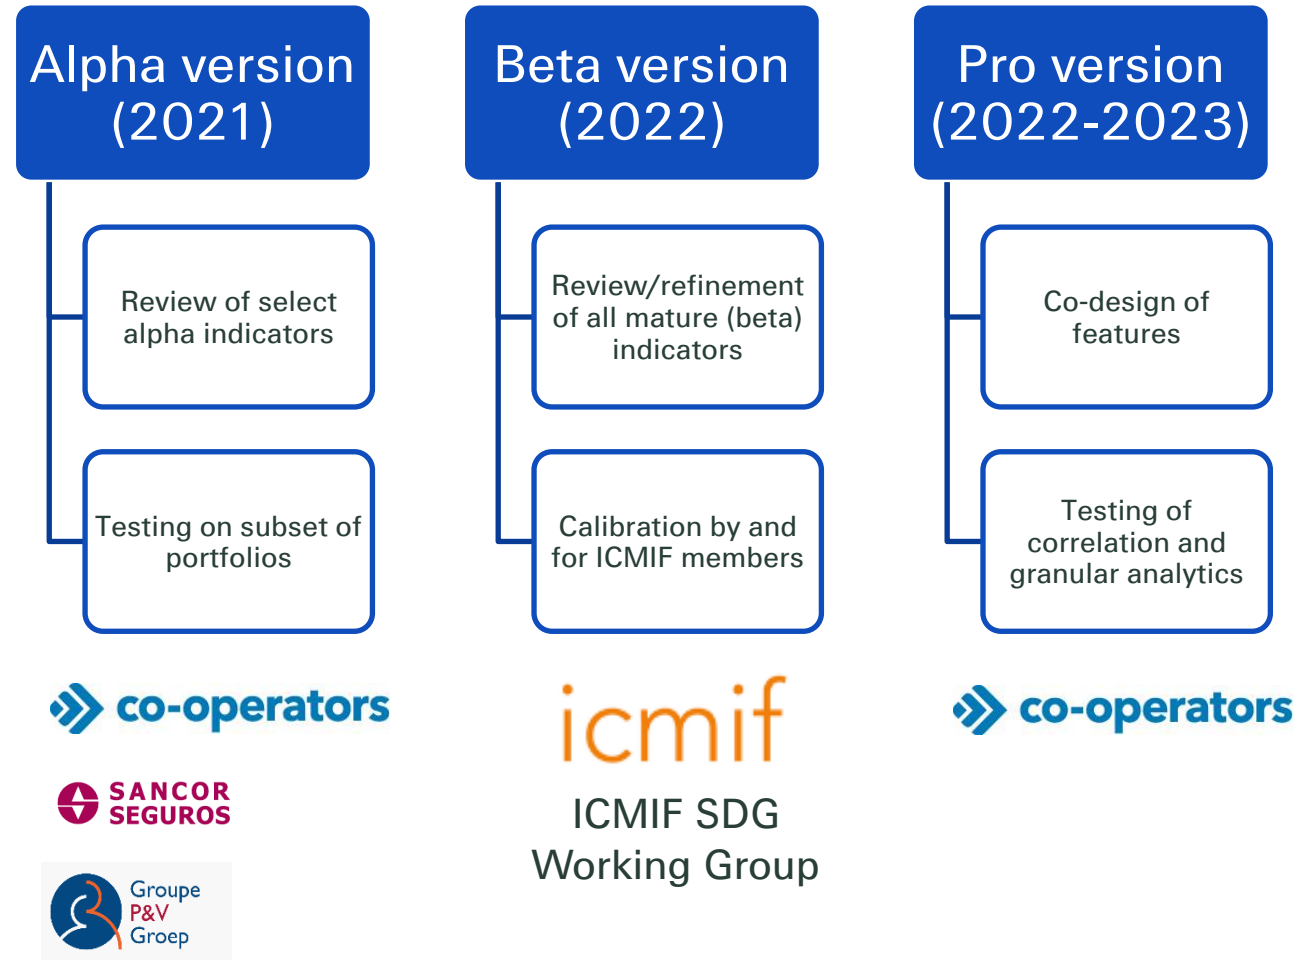 Alpha version
(2021)
Review of select
alpha indicators
Testing on subset of
portfolios
co-operators
SANCOR
SEGUROS
Groupe
P&V
Groep
Beta version
(2022)
Review/refinement
of all mature (beta)
indicators
Calibration by and
for ICMIF members
icmif
ICMIF SDG
Working Group
Pro version
(2022-2023)
Co-design of
features
Testing of
correlation and
granular analytics
co-operators